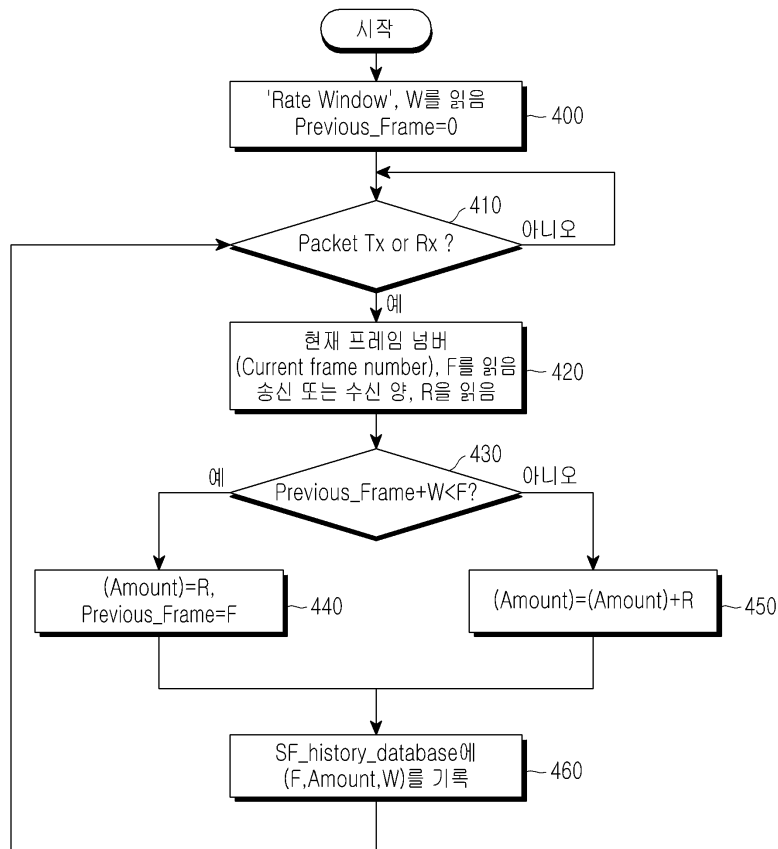 시작
'Rate Window', W를 읽음
Previous_Frame=0
400
410
Packet Tx or Rx ?
아니오
예
현재 프레임 넘버
(Current frame number), F를 읽음
송신 또는 수신 양, R을 읽음
420
430
예
Previous_Frame+W<F?
아니오
(Amount)=R,
Previous_Frame=F
440
(Amount)=(Amount)+R
450
SF_history_database에
(F,Amount,W)를 기록
460